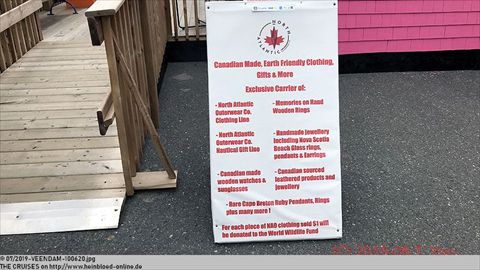 NORTH
ATLANTIC
Canadian Made, Earth Friendly Clothing,
Gifts & More
Exclusive Carrier of:
- North Atlantic
Outerwear Co.
Clothing Line
- Memories on Hand
Wooden Rings
- North Atlantic
Outerwear Co.
Nautical Gift Line
- Handmade Jewellery
Including Nova Scotia
Beach Glass rings,
pendants & Earrings
- Canadian made
wooden watches &
sunglasses
- Canadian sourced
leathered products and
jewellery
- Rare Cape Breton Ruby Pendants, Rings
plus many more !
For each piece of NAO clothing sold $1 will
be donated to the World Wildlife Fund
© 07/2019-VEENDAM-100620.jpg
THE CRUISES on http://www.heinbloed-online.de